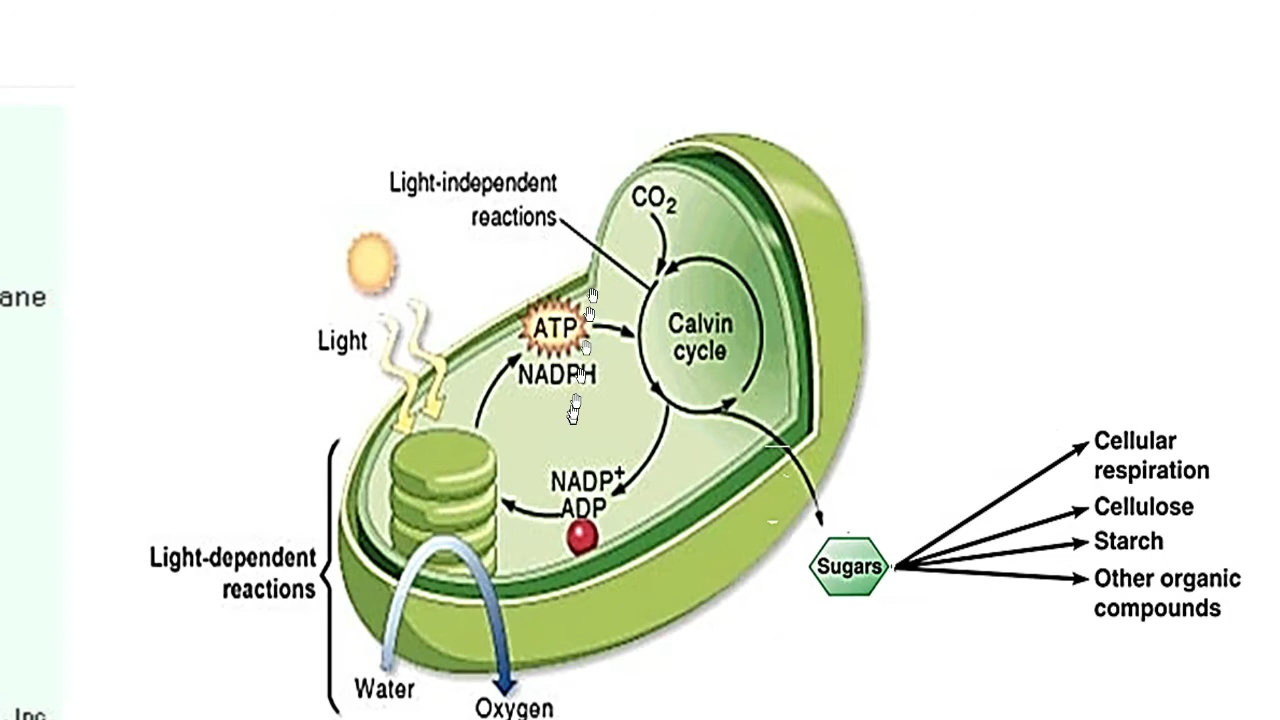 Light-independent
reactions
CO2
ane
ATP
Light
Calvin
cycle
NADPH
Cellular
respiration
NADP+
ADP
Cellulose
Starch
Light-dependent
reactions
Sugars
Other organic
compounds
Water
Oxygen
Inc